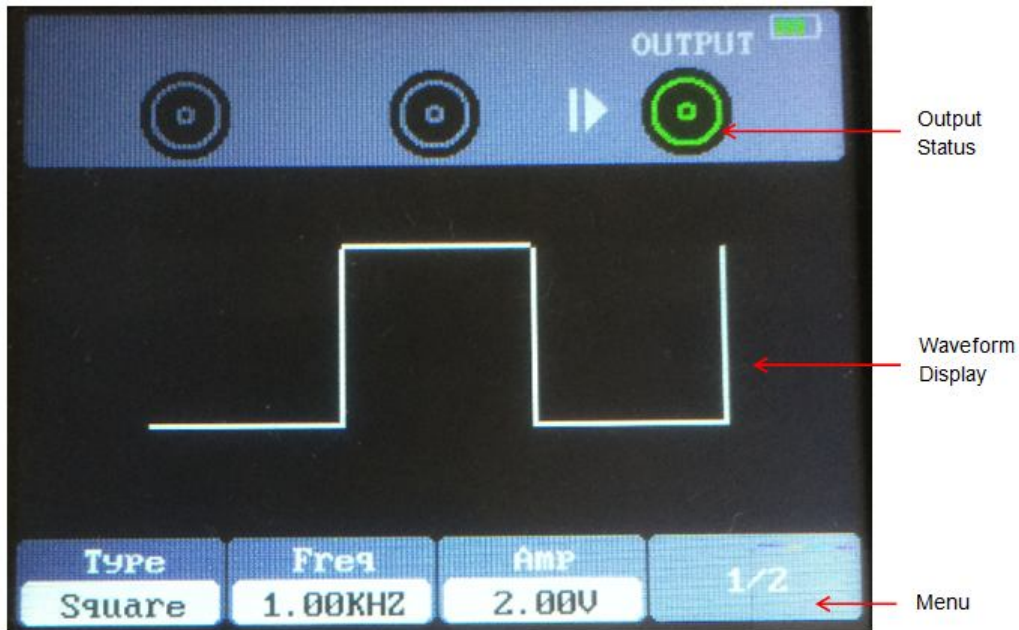 OUTPUT
Output
Status
Waveform
Display
Type
Freq
Amp
1/2
Square
1.00KHZ
2.00V
Menu